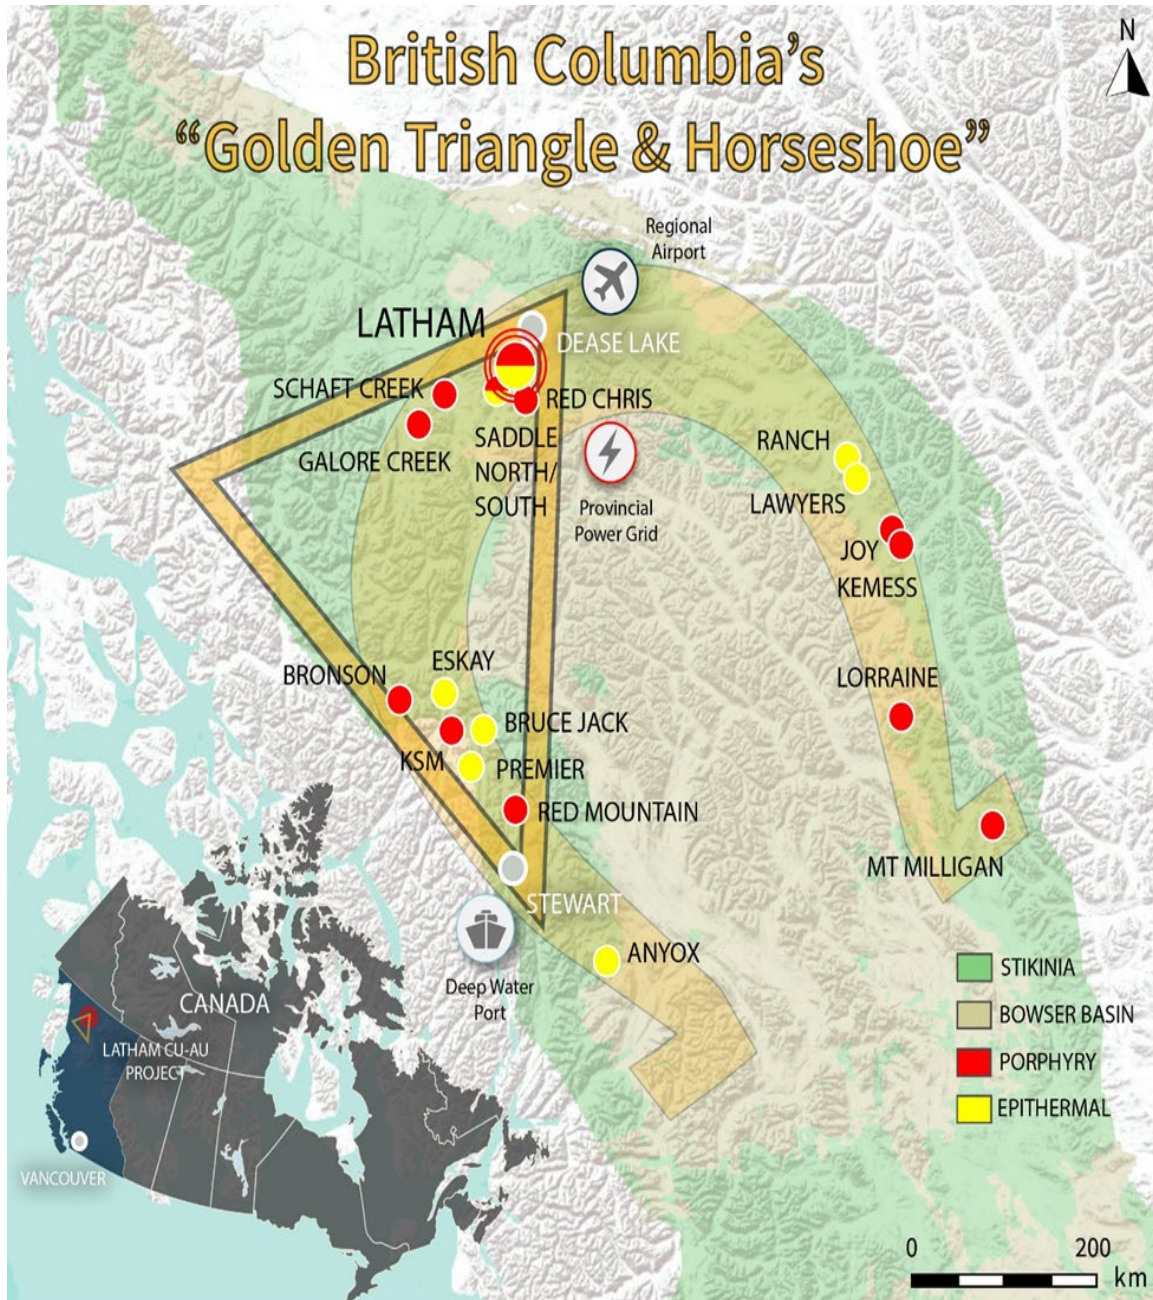 British Columbia's
“Golden Triangle & Horseshoe”
N
Regional
Airport
LATHAM
DEASE LAKE
SCHAFT CREEK
RED CHRIS
GALORE CREEK
SADDLE
NORTH/
SOUTH
Provincial
Power Grid
RANCH
LAWYERS
JOY
KEMESS
LORRAINE
MT MILLIGAN
BRONSON
ESKAY
BRUCE JACK
KSM
PREMIER
RED MOUNTAIN
STEWART
Deep Water
Port
ANYOX
CANADA
LATHAM CU-AU
PROJECT
VANCOUVER
STIKINIA
BOWSER BASIN
PORPHYRY
EPITHERMAL
0 200
km